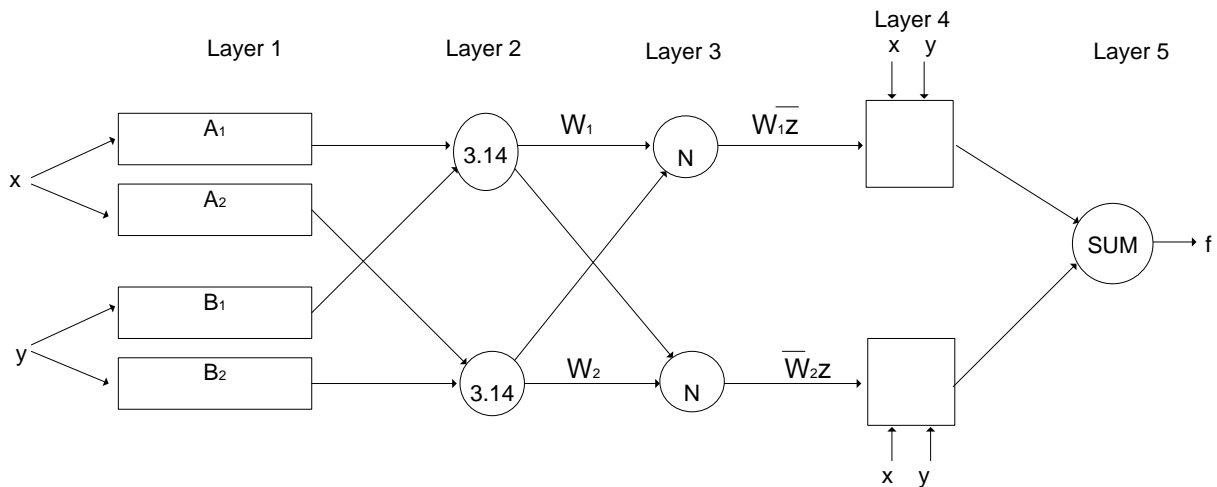 Layer 1
Layer 2
Layer 3
Layer 4
Layer 5
x
y
A1
A2
B1
B2
x
y
3.14
3.14
W1
W2
N
N
W1z̅
W̅2z
x
y
SUM
f